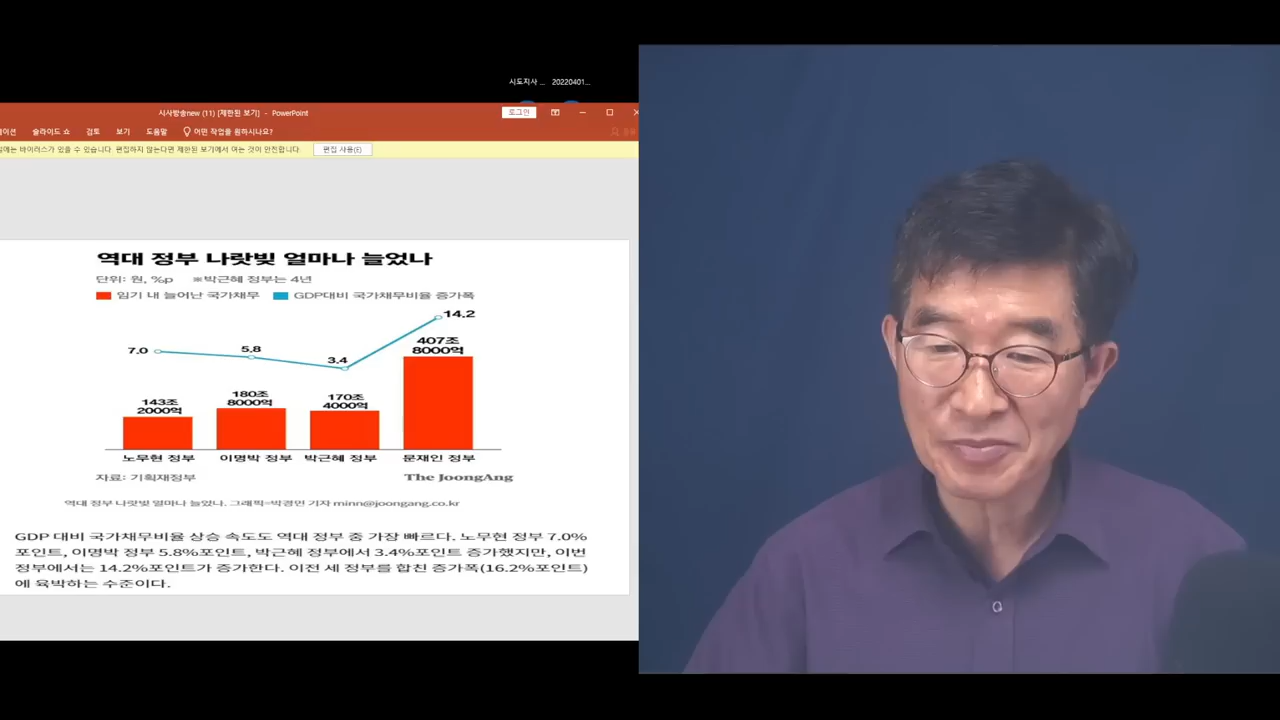 시도지사 ... 20220401...
시사방송new (11) [제한된 보기] - PowerPoint 로그인
슬라이드 쇼 검토 보기 도움말 어떤 작업을 원하시나요?
바이러스가 있을 수 있습니다. 편집하지 않는다면 제한된 보기에서 여는 것이 안전합니다. 편집 사용(E)
역대 정부 나랏빚 얼마나 늘었나
단위: 원, %p ※박근혜 정부는 4년
임기 내 늘어난 국가채무 GDP대비 국가채무비율 증가폭
7.0 5.8 3.4 14.2
143조 2000억
180조 8000억
170조 4000억
407조 8000억
노무현 정부 이명박 정부 박근혜 정부 문재인 정부
자료: 기획재정부 The JoongAng
역대 정부 나랏빚 얼마나 늘었나. 그래픽=박경민 기자 minn@joongang.co.kr
GDP 대비 국가채무비율 상승 속도도 역대 정부 중 가장 빠르다. 노무현 정부 7.0%
포인트, 이명박 정부 5.8%포인트, 박근혜 정부에서 3.4%포인트 증가했지만, 이번
정부에서는 14.2%포인트가 증가한다. 이전 세 정부를 합친 증가폭(16.2%포인트)
에 육박하는 수준이다.